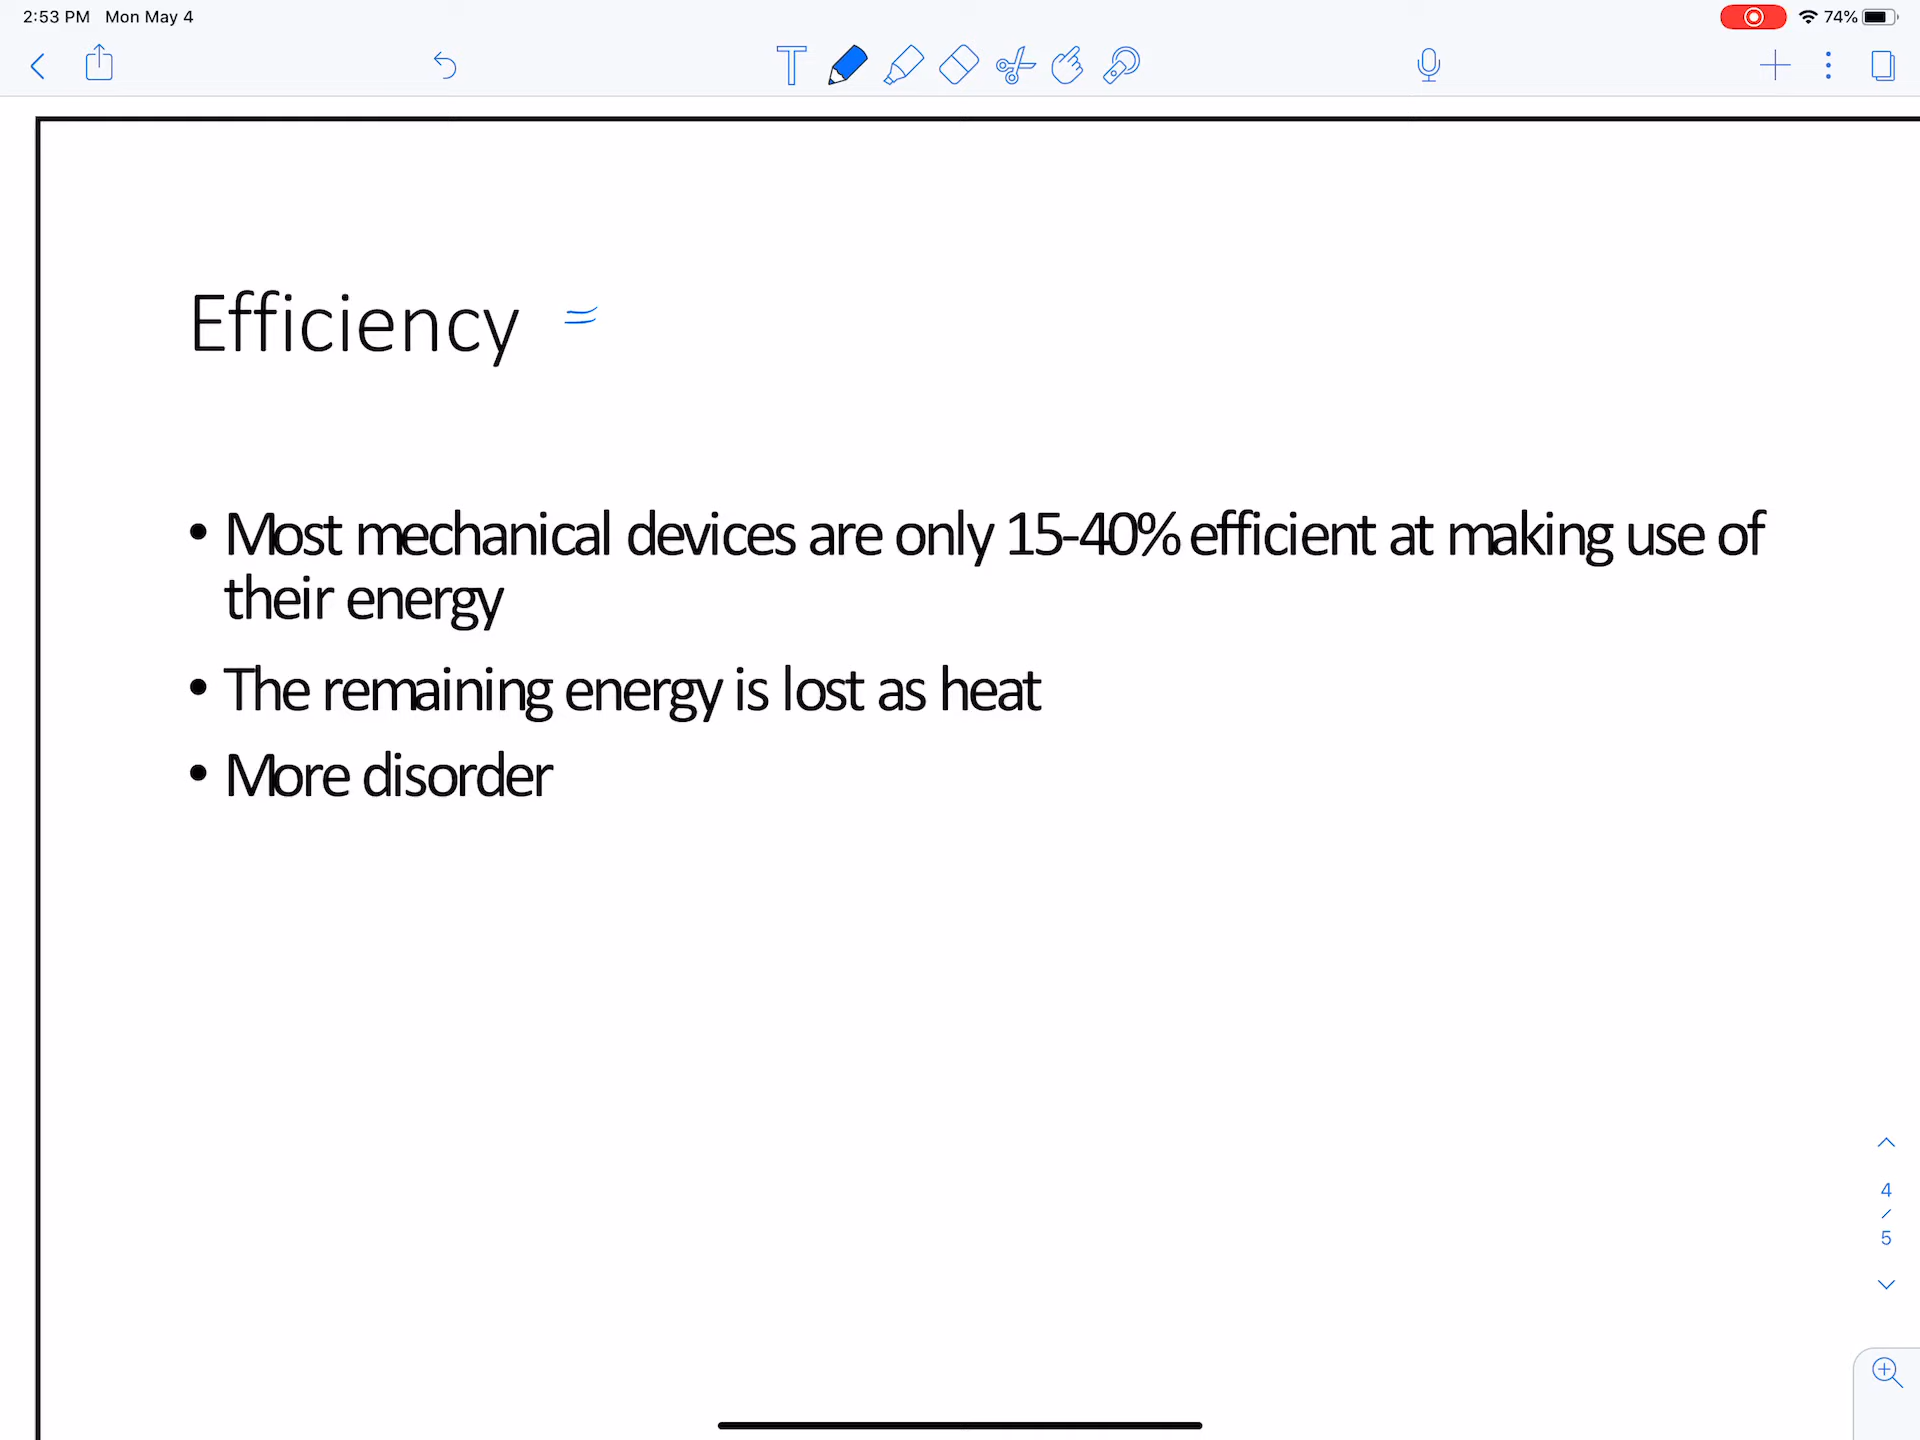 2:53 PM Mon May 4
74%
T
Efficiency =
• Most mechanical devices are only 15-40% efficient at making use of
their energy
• The remaining energy is lost as heat
• More disorder
4
/
5